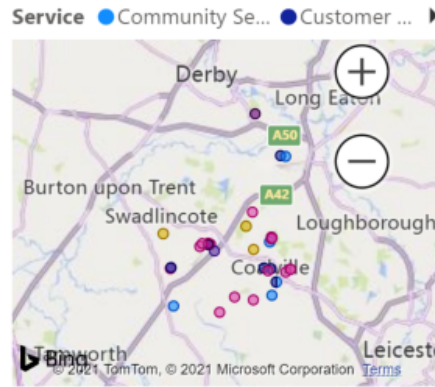 Service Community Se... Customer ...
Derby
Long Eaton
A50
Burton upon Trent
A42
Swadlincote
Loughborough
Coalville
Leicest
Tamworth
Bing
© 2021 TomTom, © 2021 Microsoft Corporation Terms